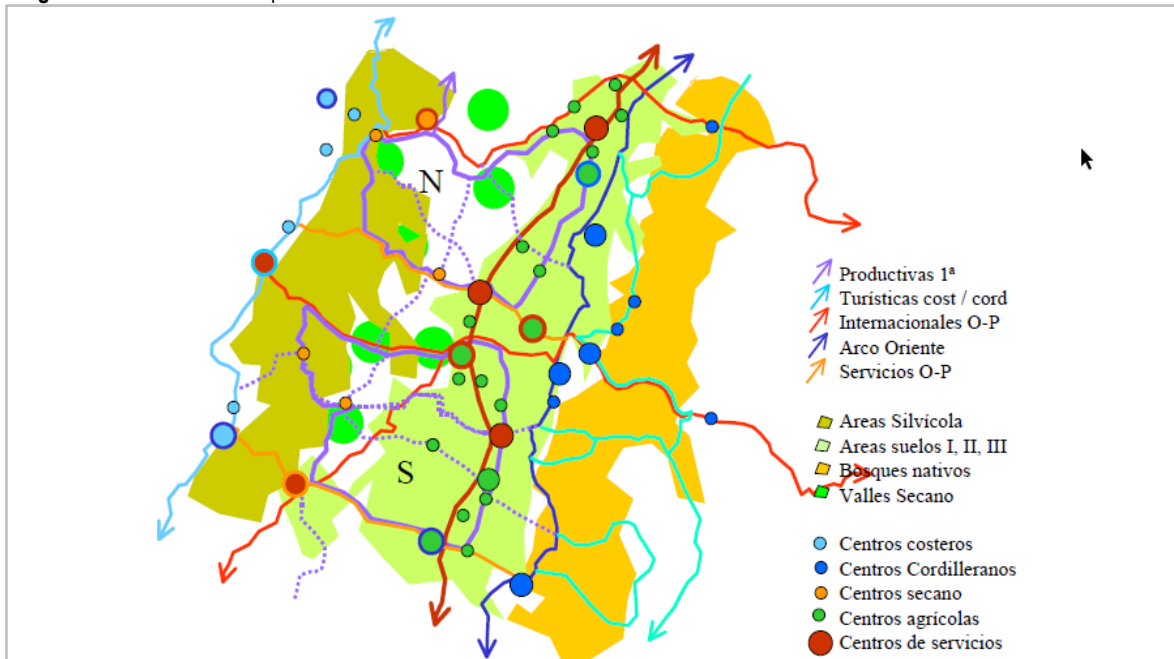 N
S
Productivas 1ª
Turísticas cost / cord
Internacionales O-P
Arco Oriente
Servicios O-P
Areas Silvícola
Areas suelos I, II, III
Bosques nativos
Valles Secano
Centros costeros
Centros Cordilleranos
Centros secano
Centros agrícolas
Centros de servicios